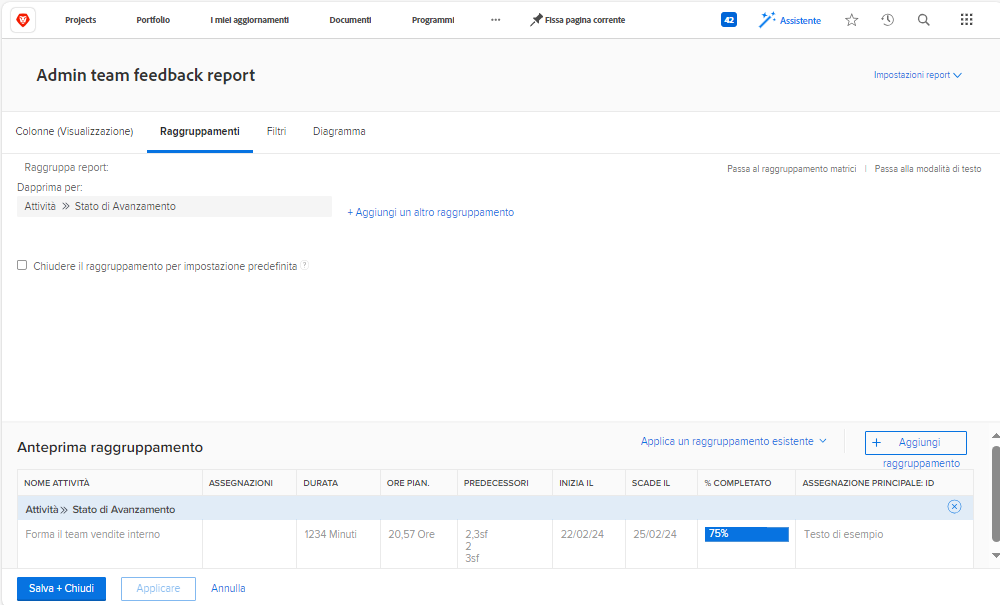 Projects Portfolio I miei aggiornamenti Documenti Programmi ••• Fissa pagina corrente 42 Assistente
Admin team feedback report
Impostazioni report
Colonne (Visualizzazione) Raggruppamenti Filtri Diagramma
Raggruppa report:
Passa al raggruppamento matrici | Passa alla modalità di testo
Dapprima per:
Attività >> Stato di Avanzamento
+ Aggiungi un altro raggruppamento
Chiudere il raggruppamento per impostazione predefinita ?
Anteprima raggruppamento
Applica un raggruppamento esistente
+ Aggiungi
raggruppamento
NOME ATTIVITÀ ASSEGNAZIONI DURATA ORE PIAN. PREDECESSORI INIZIA IL SCADE IL % COMPLETATO ASSEGNAZIONE PRINCIPALE: ID
Attività >> Stato di Avanzamento
Forma il team vendite interno 1234 Minuti 20,57 Ore 2,3sf 22/02/24 25/02/24 75% Testo di esempio
2
3sf
Salva + Chiudi Applicare Annulla